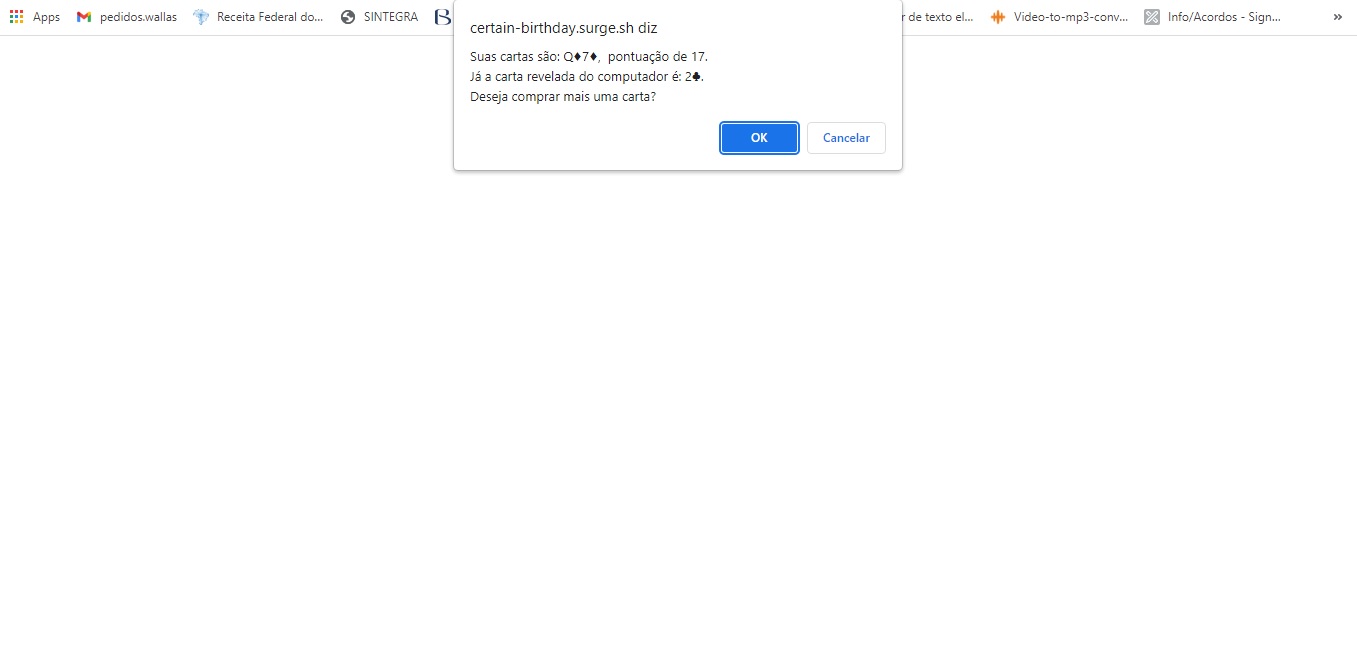 Apps pedidos.wallas Receita Federal do... SINTEGRA B r de texto el... Video-to-mp3-conv... Info/Acordos - Sign... »
certain-birthday.surge.sh diz
Suas cartas são: Q♦7♦,  pontuação de 17.
Já a carta revelada do computador é: 2♣.
Deseja comprar mais uma carta?
OK Cancelar